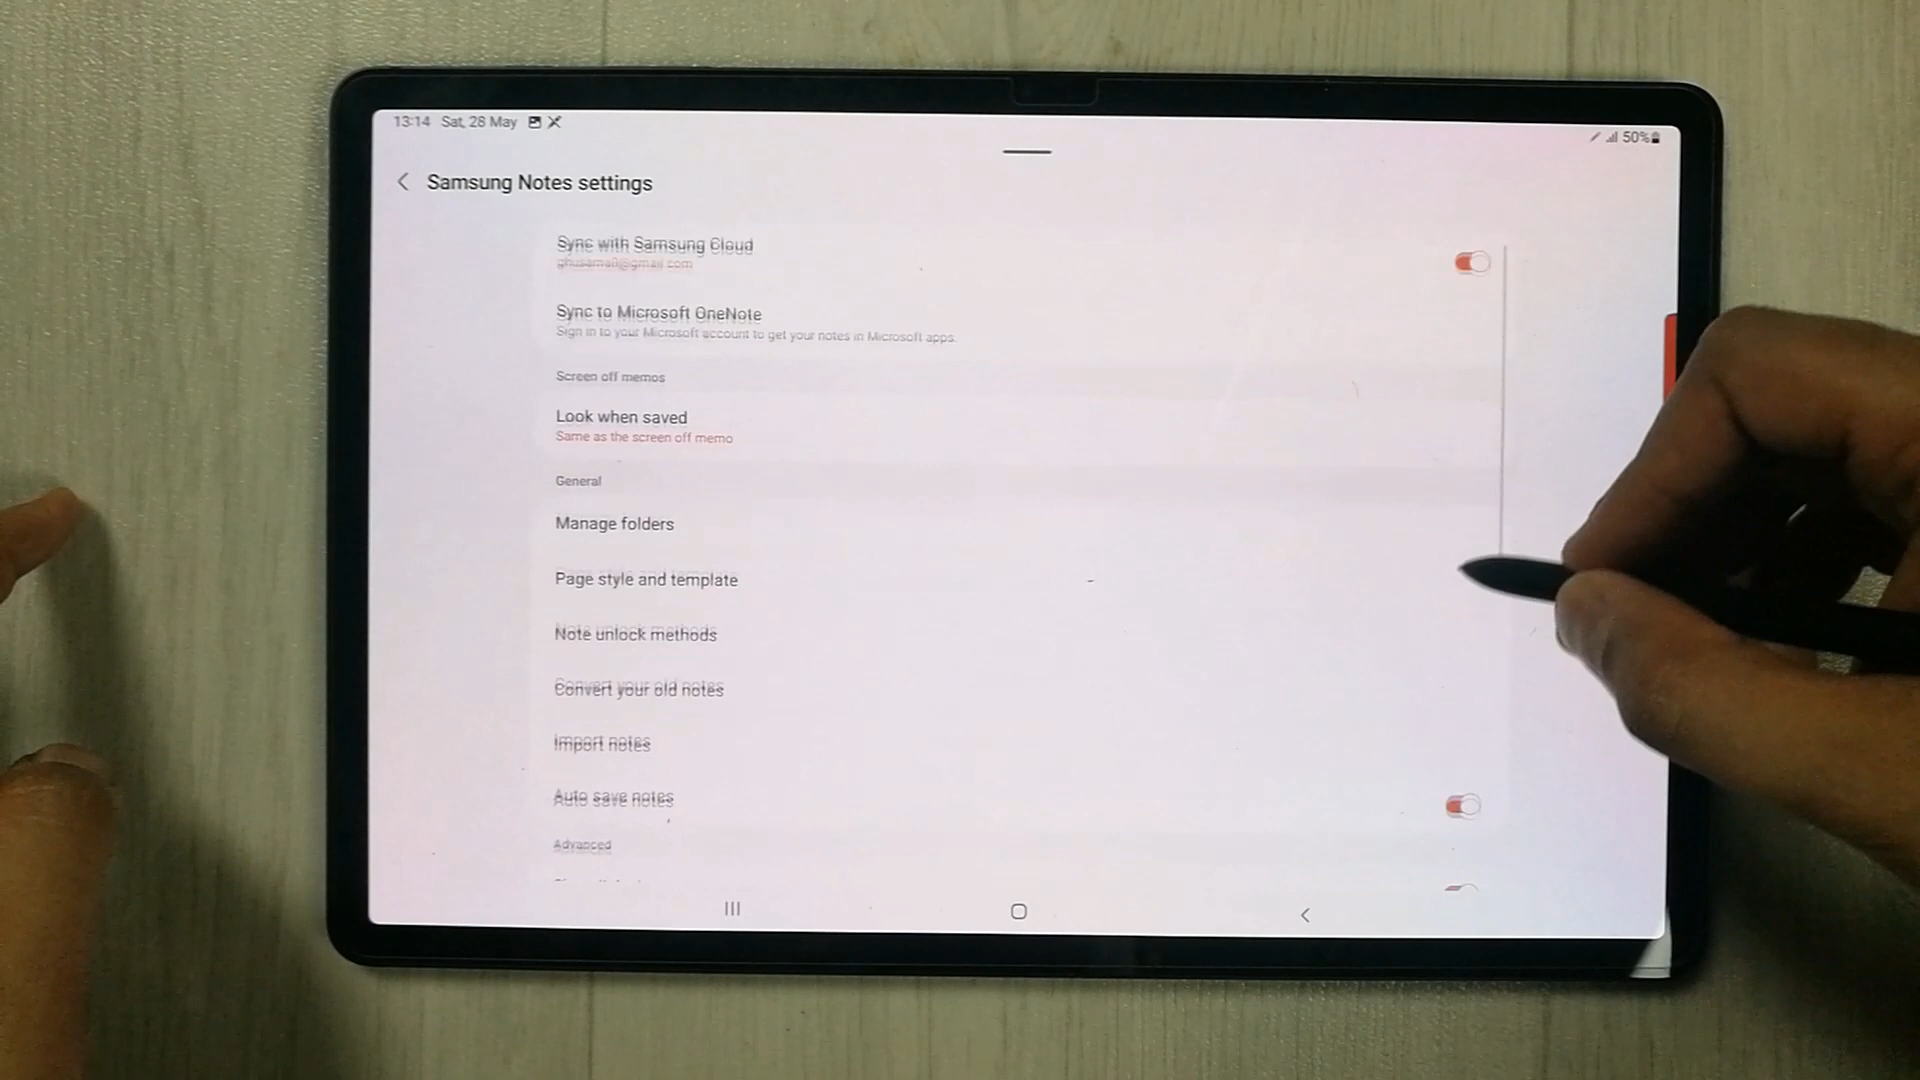 13:14 Sat, 28 May
50%
Samsung Notes settings
Sync with Samsung Cloud
Sync to Microsoft OneNote
Sign in to your Microsoft account to get your notes in Microsoft apps.
Screen off memos
Look when saved
Same as the screen off memo
General
Manage folders
Page style and template
Note unlock methods
Convert your old notes
Import notes
Auto save notes
Advanced